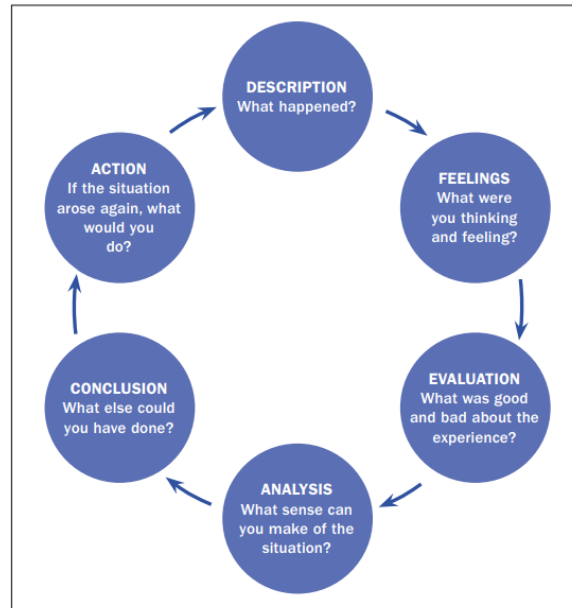 DESCRIPTION
What happened?
FEELINGS
What were
you thinking
and feeling?
EVALUATION
What was good
and bad about the
experience?
ANALYSIS
What sense can
you make of the
situation?
CONCLUSION
What else could
you have done?
ACTION
If the situation
arose again, what
would you
do?